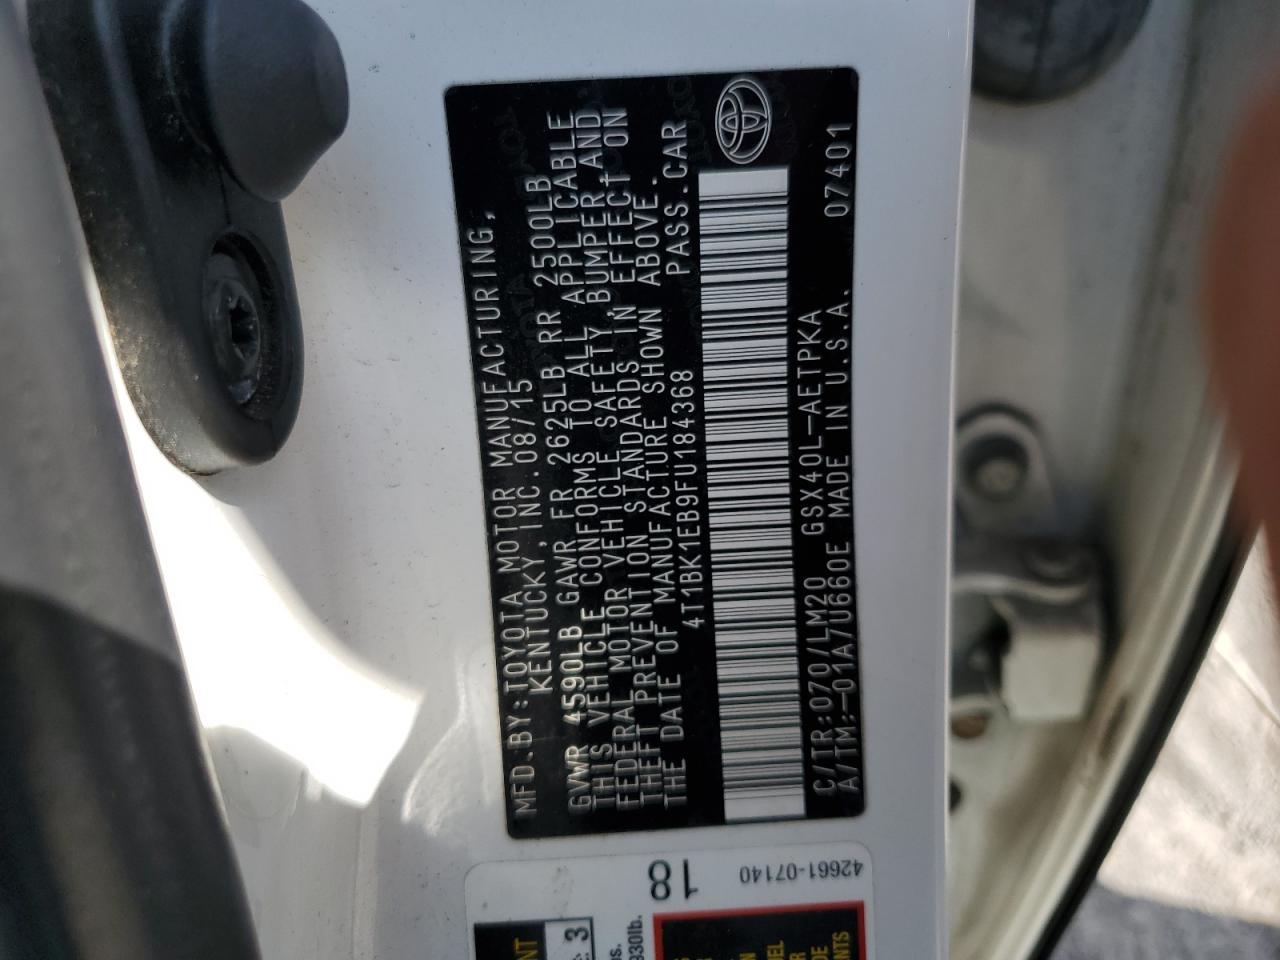 MFD.BY:TOYOTA MOTOR MANUFACTURING,
KENTUCKY,INC.08/15
GVWR 4590LB GAWR FR 2625LB RR 2500LB
THIS VEHICLE CONFORMS TO ALL APPLICABLE
FEDERAL MOTOR VEHICLE SAFETY,BUMPER,AND
THEFT PREVENTION STANDARDS IN EFFECT ON
THE DATE OF MANUFACTURE SHOWN ABOVE.
4T1BK1EB9FU184368 PASS.CAR
C/TR:070/LM20 GSX40L-AETPKA 07401
A/TM:-01A/U660E MADE IN U.S.A.
42661-07140
18
3
330lb.